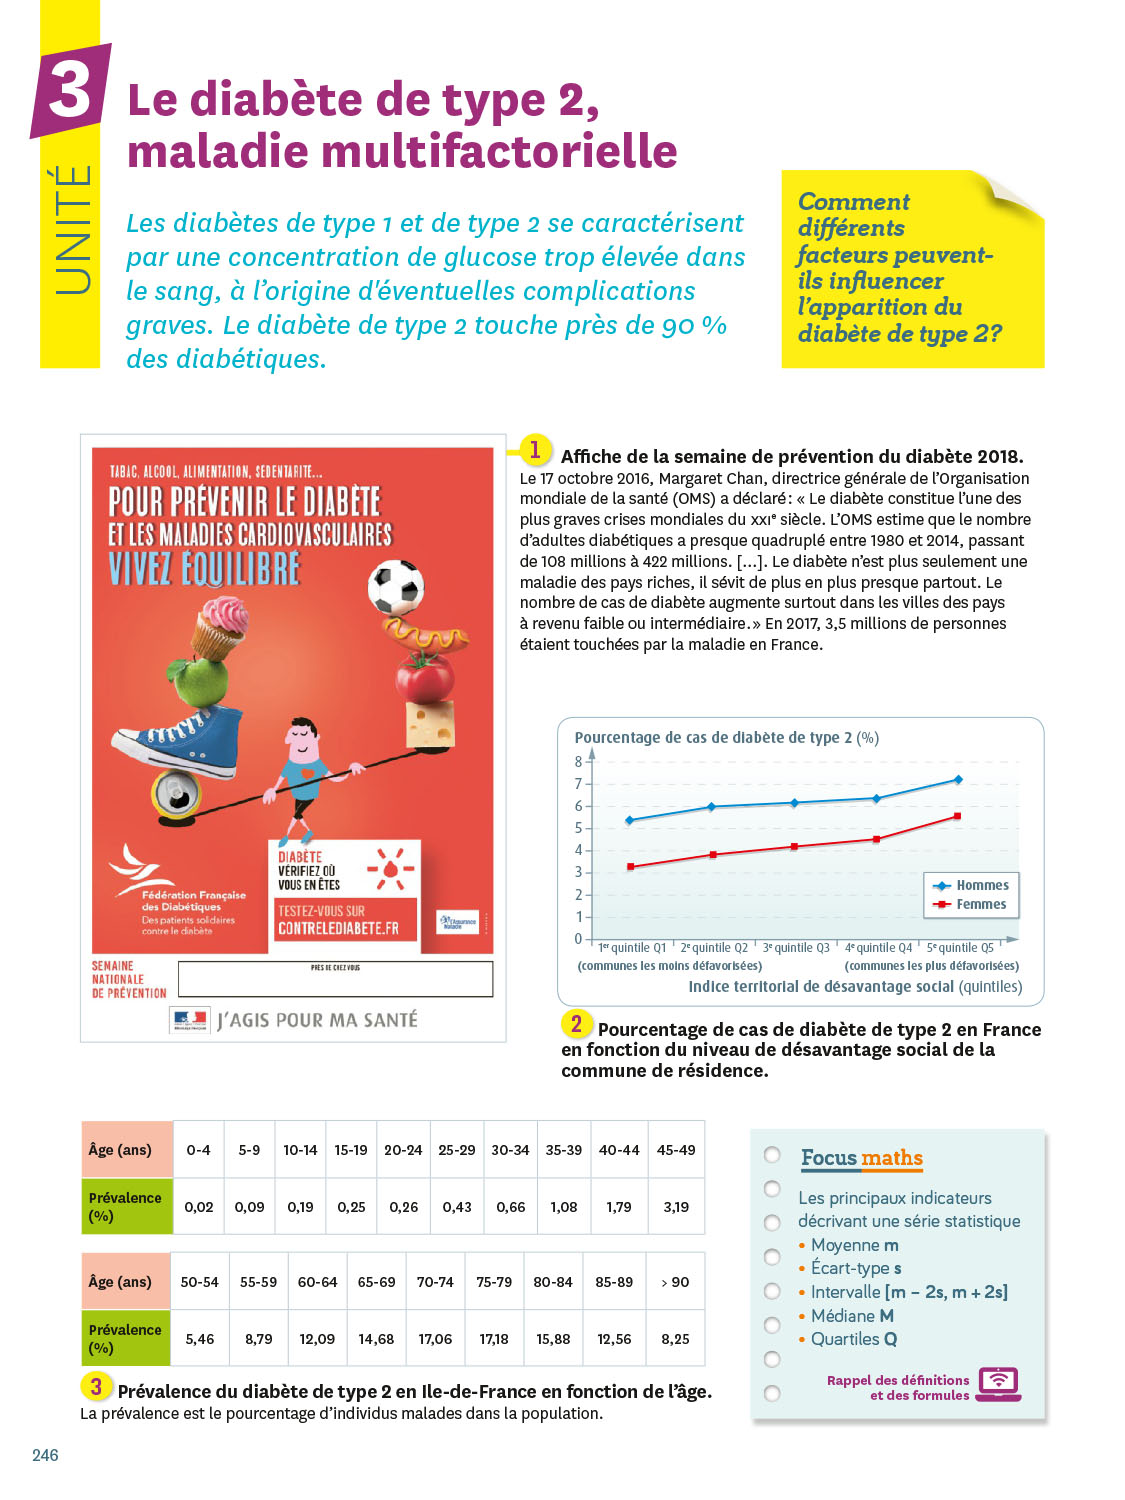 3
UNITÉ
Le diabète de type 2,
maladie multifactorielle
Les diabètes de type 1 et de type 2 se caractérisent
par une concentration de glucose trop élevée dans
le sang, à l’origine d'éventuelles complications
graves. Le diabète de type 2 touche près de 90 %
des diabétiques.
Comment
différents
facteurs peuvent-
ils influencer
l’apparition du
diabète de type 2?
TABAC, ALCOOL, ALIMENTATION, SÉDENTARITÉ...
POUR PRÉVENIR LE DIABÈTE
ET LES MALADIES CARDIOVASCULAIRES
VIVEZ ÉQUILIBRÉ
Fédération Française
des Diabétiques
Des patients solidaires
contre le diabète
DIABÈTE
VÉRIFIEZ OÙ
VOUS EN ÊTES
TESTEZ-VOUS SUR
CONTRELEDIABETE.FR
l'Assurance
Maladie
SEMAINE
NATIONALE
DE PRÉVENTION
PRÈS DE CHEZ VOUS
J’AGIS POUR MA SANTÉ
1 Affiche de la semaine de prévention du diabète 2018.
Le 17 octobre 2016, Margaret Chan, directrice générale de l’Organisation
mondiale de la santé (OMS) a déclaré : « Le diabète constitue l’une des
plus graves crises mondiales du XXIe siècle. L’OMS estime que le nombre
d’adultes diabétiques a presque quadruplé entre 1980 et 2014, passant
de 108 millions à 422 millions. [...]. Le diabète n’est plus seulement une
maladie des pays riches, il sévit de plus en plus presque partout. Le
nombre de cas de diabète augmente surtout dans les villes des pays
à revenu faible ou intermédiaire. » En 2017, 3,5 millions de personnes
étaient touchées par la maladie en France.
Pourcentage de cas de diabète de type 2 (%)
8
7
6
5
4
3
2
1
0
Hommes
Femmes
1er quintile Q1 2e quintile Q2 3e quintile Q3 4e quintile Q4 5e quintile Q5
(communes les moins défavorisées) (communes les plus défavorisées)
Indice territorial de désavantage social (quintiles)
2 Pourcentage de cas de diabète de type 2 en France
en fonction du niveau de désavantage social de la
commune de résidence.
Âge (ans) 0-4 5-9 10-14 15-19 20-24 25-29 30-34 35-39 40-44 45-49
Prévalence
(%) 0,02 0,09 0,19 0,25 0,26 0,43 0,66 1,08 1,79 3,19
Âge (ans) 50-54 55-59 60-64 65-69 70-74 75-79 80-84 85-89 > 90
Prévalence
(%) 5,46 8,79 12,09 14,68 17,06 17,18 15,88 12,56 8,25
3 Prévalence du diabète de type 2 en Ile-de-France en fonction de l’âge.
La prévalence est le pourcentage d’individus malades dans la population.
Focus maths
Les principaux indicateurs
décrivant une série statistique
• Moyenne m
• Écart-type s
• Intervalle [m – 2s, m + 2s]
• Médiane M
• Quartiles Q
Rappel des définitions
et des formules
246